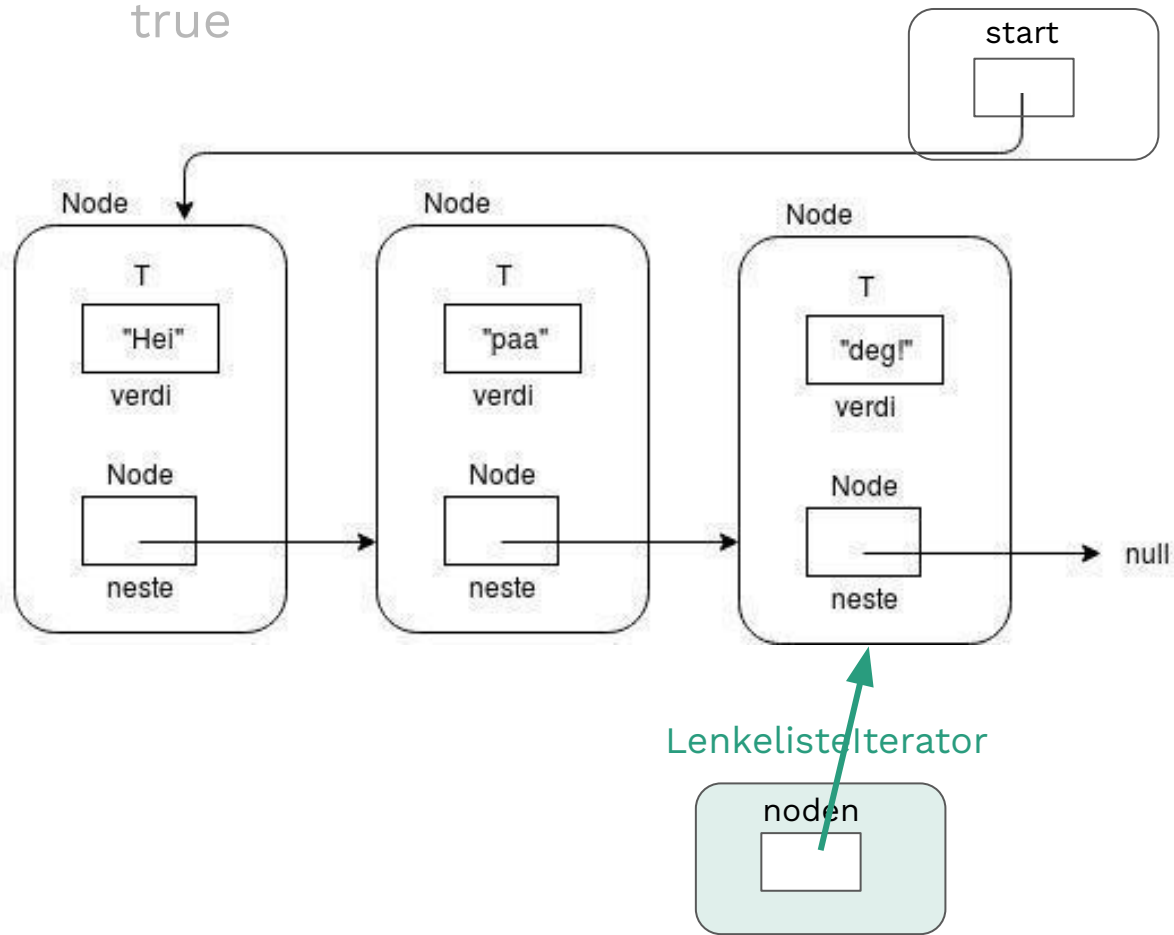 true
start
Node
Node
Node
T
T
T
"Hei"
"paa"
"deg!"
verdi
verdi
verdi
Node
Node
Node
null
neste
neste
neste
LenkelisteIterator
noden